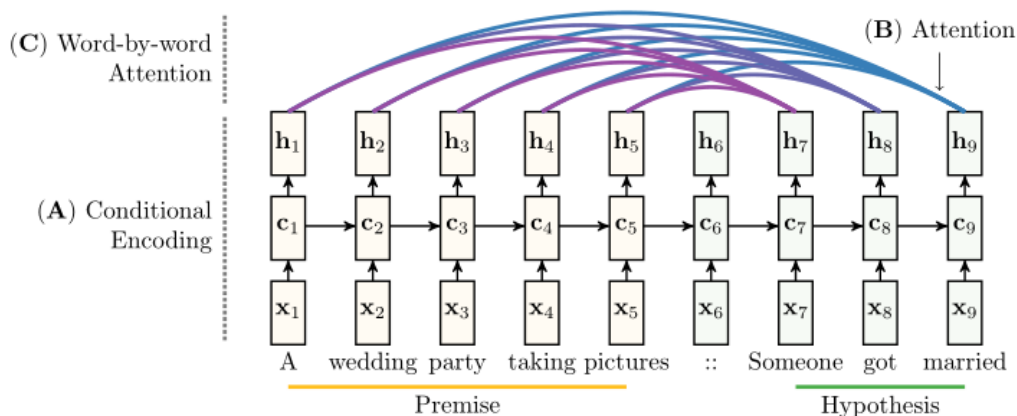 (C) Word-by-word
Attention
(B) Attention
h1 h2 h3 h4 h5 h6 h7 h8 h9
(A) Conditional
Encoding
c1 c2 c3 c4 c5 c6 c7 c8 c9
x1 x2 x3 x4 x5 x6 x7 x8 x9
A wedding party taking pictures :: Someone got married
Premise Hypothesis